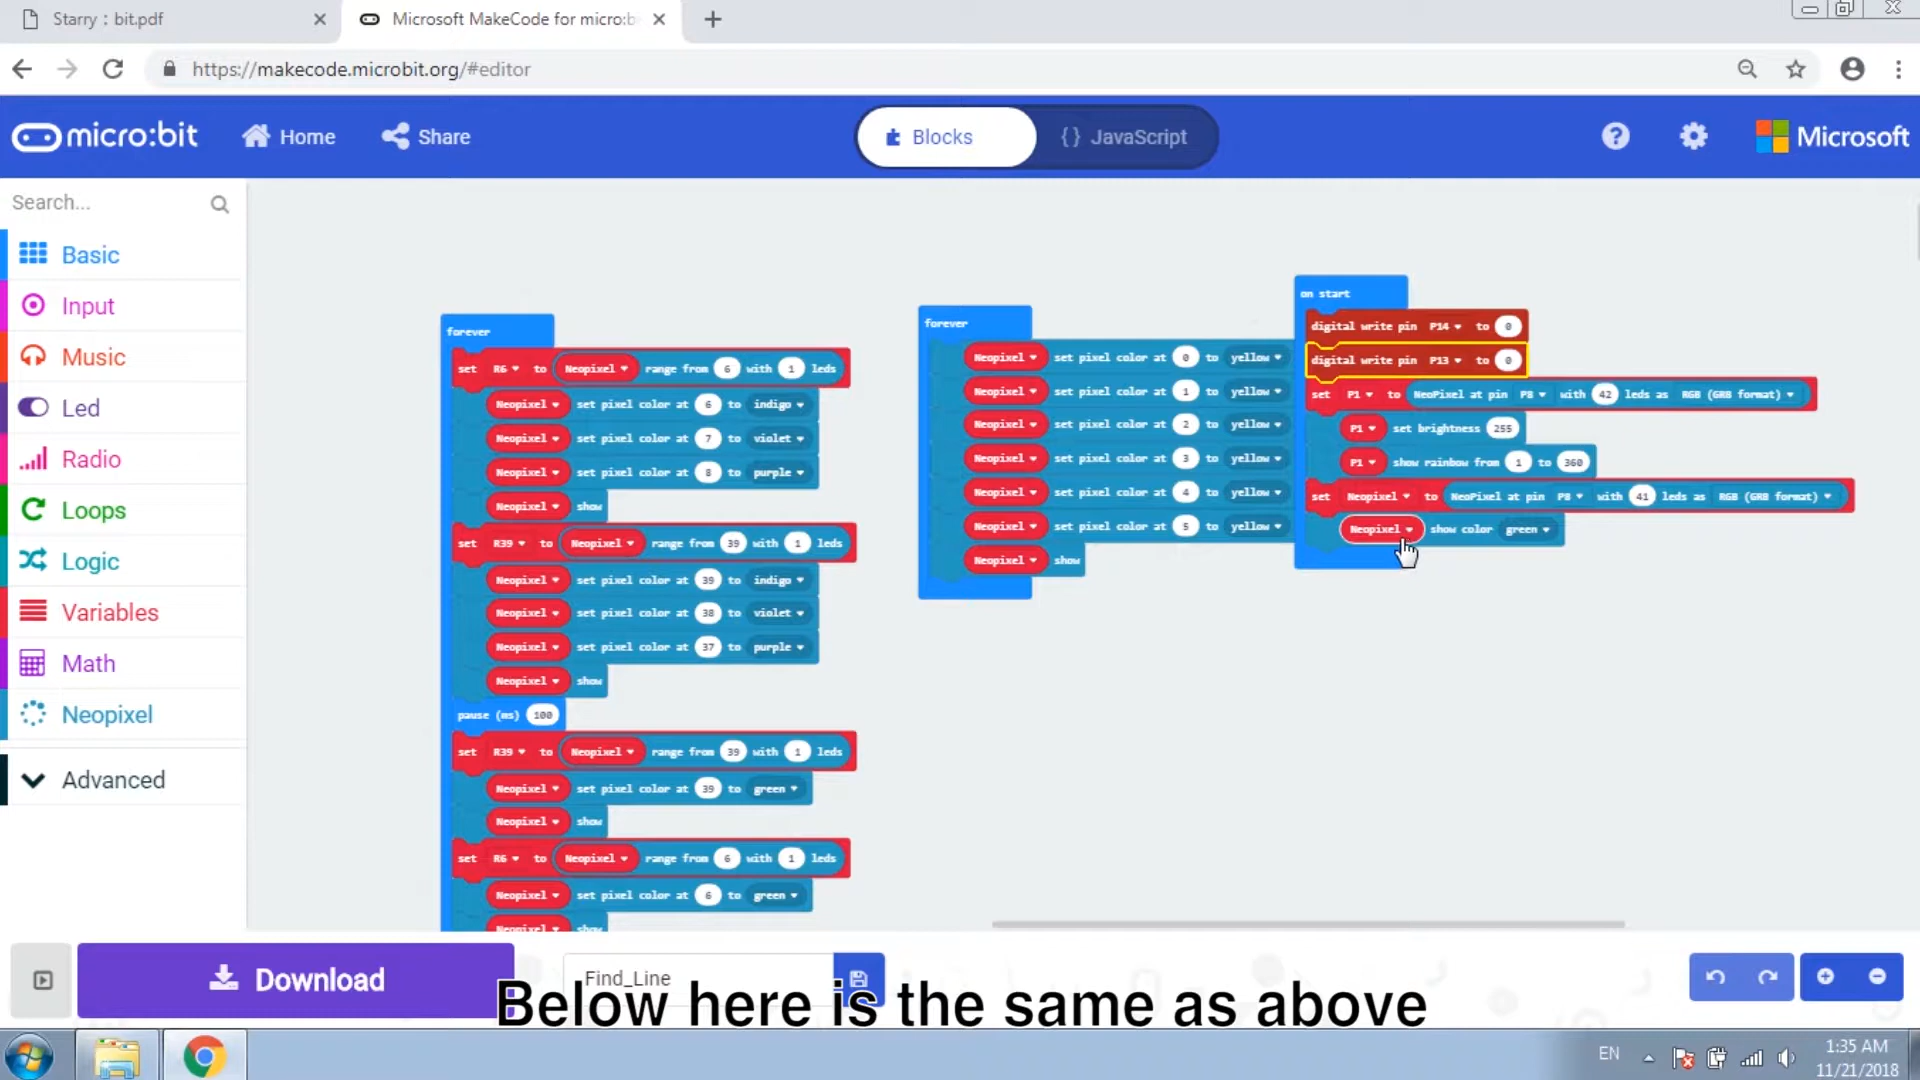 Starry : bit.pdf
Microsoft MakeCode for micro:b
https://makecode.microbit.org/#editor
micro:bit
Home
Share
Blocks
{} JavaScript
Microsoft
Search...
Basic
Input
Music
Led
Radio
Loops
Logic
Variables
Math
Neopixel
Advanced
forever
set R6 to Neopixel range from 6 with 1 leds
Neopixel set pixel color at 6 to indigo
Neopixel set pixel color at 7 to violet
Neopixel set pixel color at 8 to purple
Neopixel show
set R39 to Neopixel range from 39 with 1 leds
Neopixel set pixel color at 39 to indigo
Neopixel set pixel color at 38 to violet
Neopixel set pixel color at 37 to purple
Neopixel show
pause (ms) 100
set R39 to Neopixel range from 39 with 1 leds
Neopixel set pixel color at 39 to green
Neopixel show
set R6 to Neopixel range from 6 with 1 leds
Neopixel set pixel color at 6 to green
Neopixel show
forever
Neopixel set pixel color at 0 to yellow
Neopixel set pixel color at 1 to yellow
Neopixel set pixel color at 2 to yellow
Neopixel set pixel color at 3 to yellow
Neopixel set pixel color at 4 to yellow
Neopixel set pixel color at 5 to yellow
Neopixel show
on start
digital write pin P14 to 0
digital write pin P13 to 0
set P1 to NeoPixel at pin P8 with 42 leds as RGB (GRB format)
P1 set brightness 255
P1 show rainbow from 1 to 360
set Neopixel to NeoPixel at pin P8 with 41 leds as RGB (GRB format)
Neopixel show color green
Download
Find_Line
Below here is the same as above
EN
1:35 AM
11/21/2018